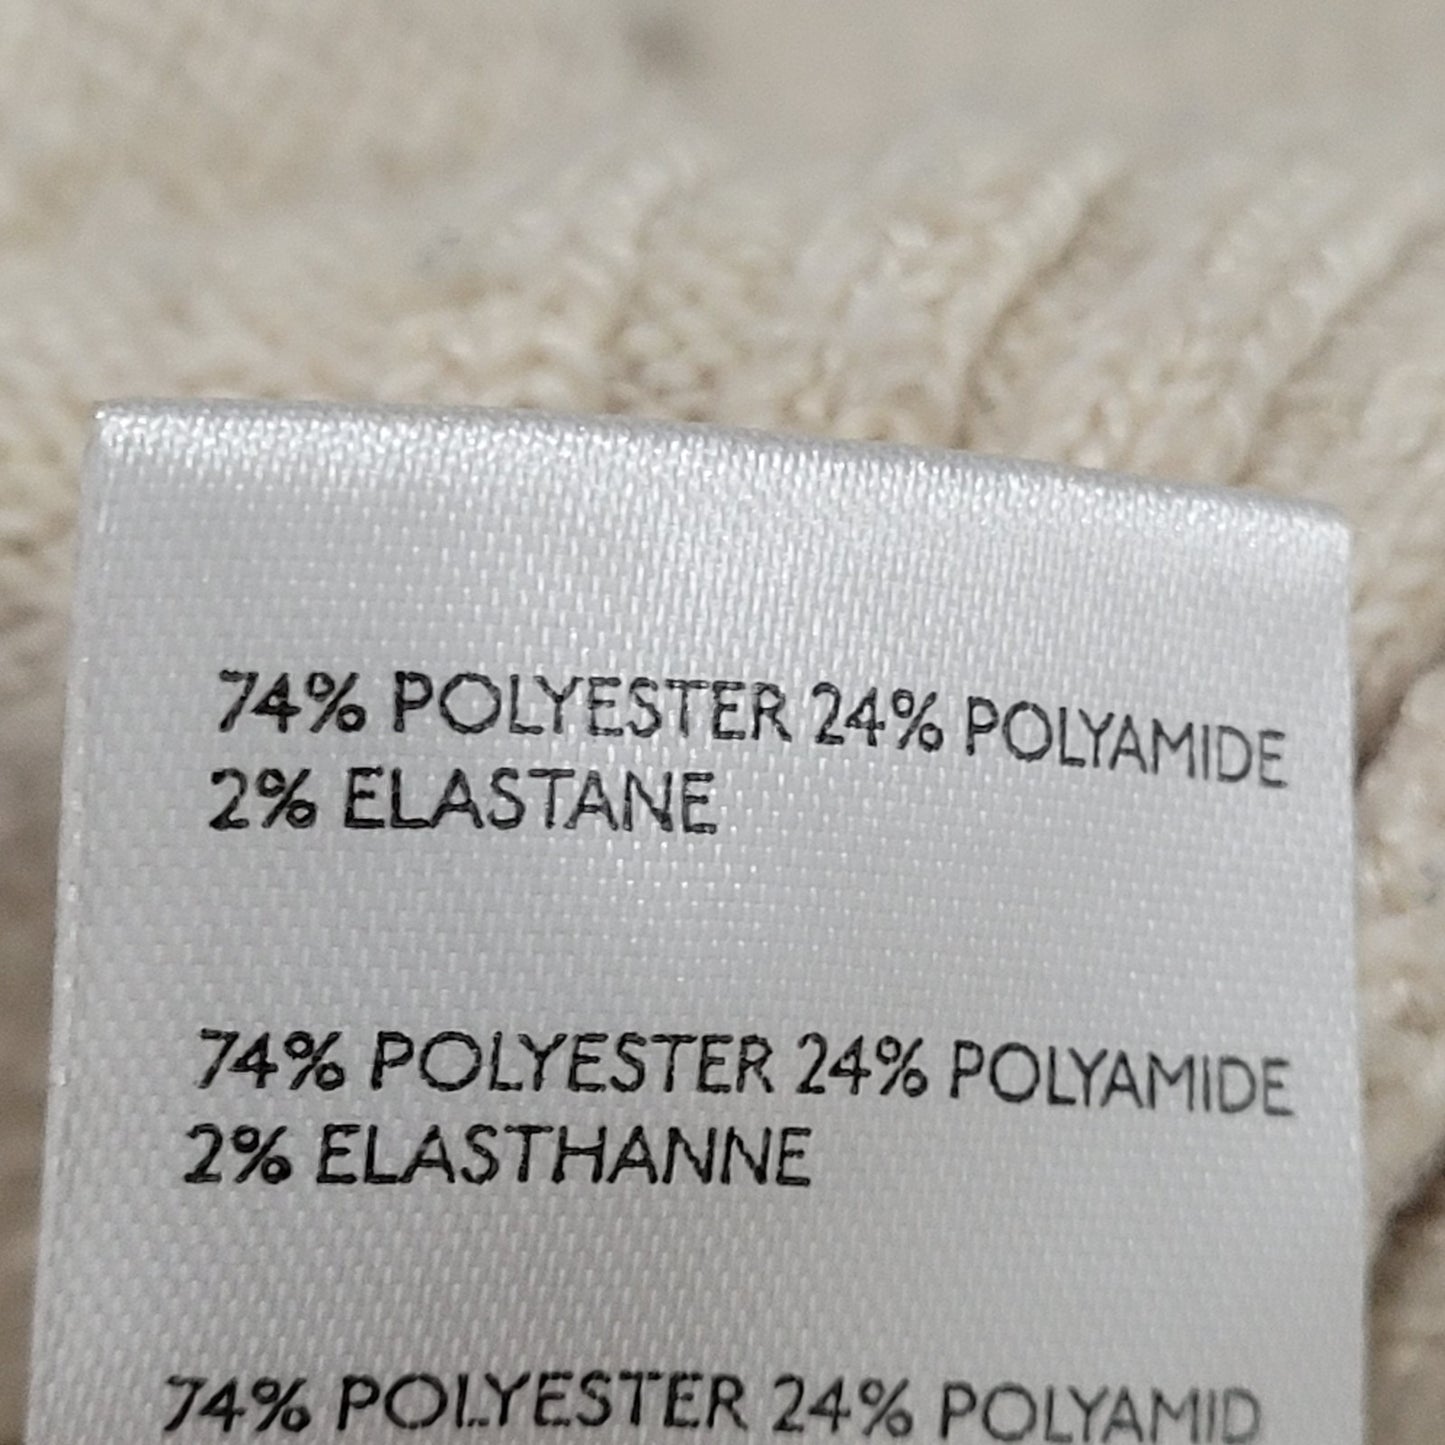 74% POLYESTER 24% POLYAMIDE
2% ELASTANE
74% POLYESTER 24% POLYAMIDE
2% ELASTHANNE
74% POLYESTER 24% POLYAMID